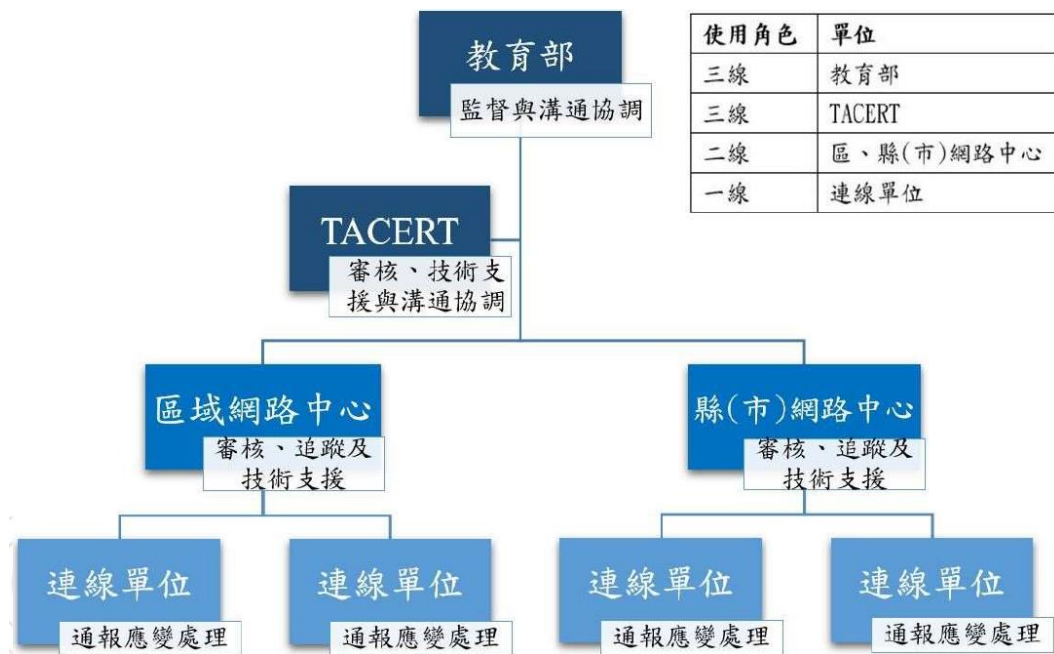 教育部
監督與溝通協調
使用角色 單位
三線 教育部
三線 TACERT
二線 區、縣(市)網路中心
一線 連線單位
TACERT
審核、技術支
援與溝通協調
區域網路中心
審核、追蹤及
技術支援
縣(市)網路中心
審核、追蹤及
技術支援
連線單位
通報應變處理
連線單位
通報應變處理
連線單位
通報應變處理
連線單位
通報應變處理